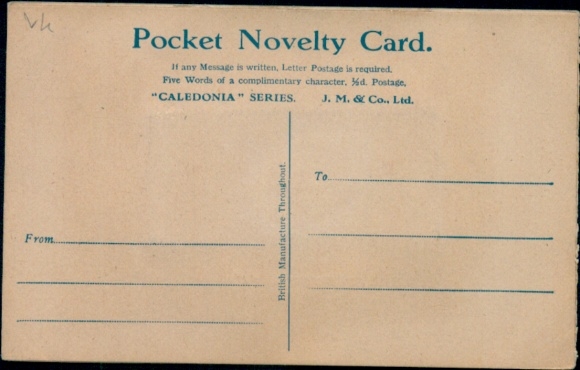 Pocket Novelty Card.
If any Message is written, Letter Postage is required.
Five Words of a complimentary character, ½d. Postage.
"CALEDONIA" SERIES. J. M. & Co., Ltd.
British Manufacture Throughout.
To
From